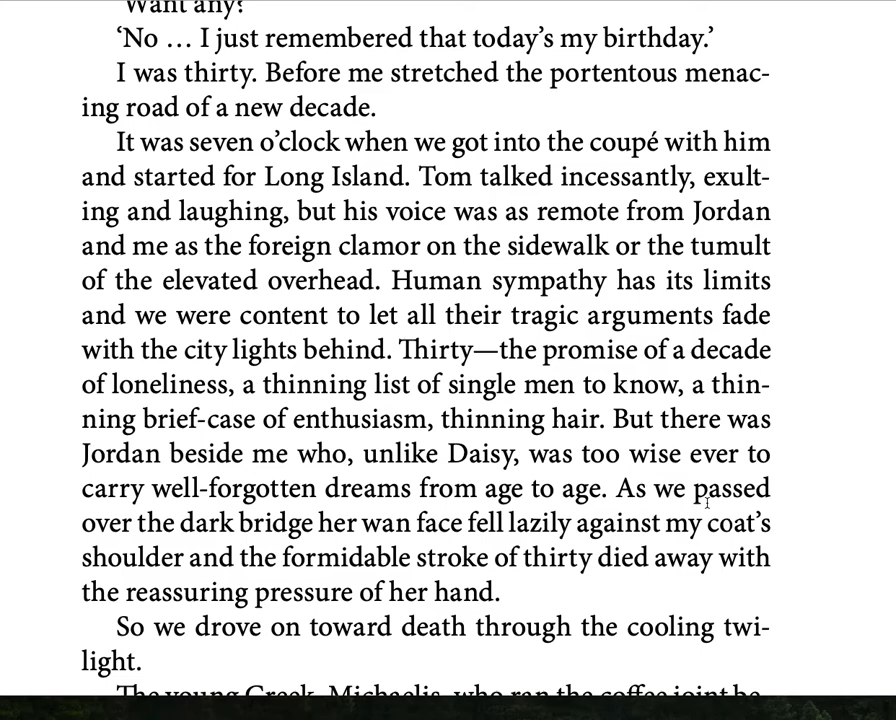 Want any?
‘No … I just remembered that today’s my birthday.’
I was thirty. Before me stretched the portentous menac-
ing road of a new decade.
It was seven o’clock when we got into the coupé with him
and started for Long Island. Tom talked incessantly, exult-
ing and laughing, but his voice was as remote from Jordan
and me as the foreign clamor on the sidewalk or the tumult
of the elevated overhead. Human sympathy has its limits
and we were content to let all their tragic arguments fade
with the city lights behind. Thirty—the promise of a decade
of loneliness, a thinning list of single men to know, a thin-
ning brief-case of enthusiasm, thinning hair. But there was
Jordan beside me who, unlike Daisy, was too wise ever to
carry well-forgotten dreams from age to age. As we passed
over the dark bridge her wan face fell lazily against my coat’s
shoulder and the formidable stroke of thirty died away with
the reassuring pressure of her hand.
So we drove on toward death through the cooling twi-
light.
The young Greek, Michaelis, who ran the coffee joint be-